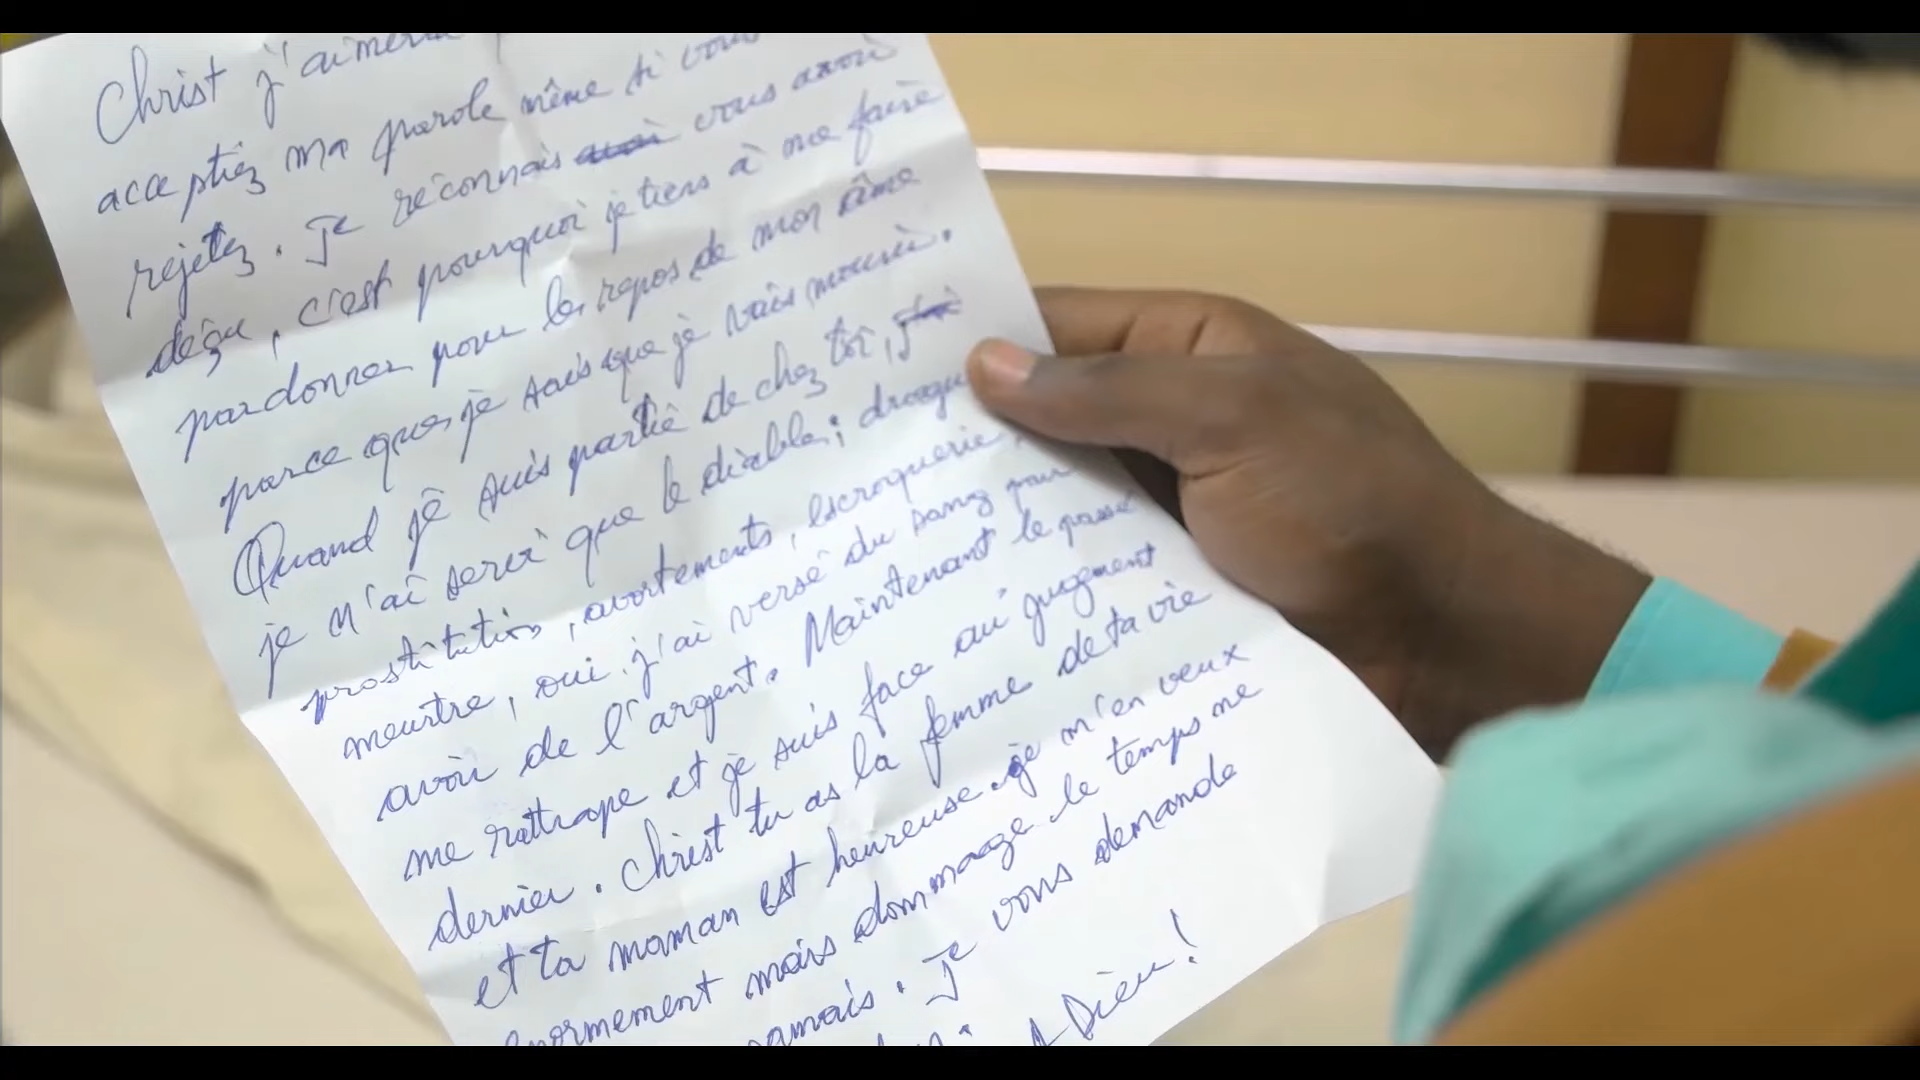 Christ j'aimerai
acceptiez ma parole même si vous
rejetez. Je réconnais vous avoir
déçu, c'est pourquoi je tiens à me faire
pardonner pour le repos de mon âme
parce que je sais que je vais mourir.
Quand je suis partie de chez toi,
je n'ai servi que le diable; drogue
prostitution, avortements, escroquerie
meurtre, oui j'ai versé du sang pour
avoir de l'argent. Maintenant le passé
me rattrape et je suis face au jugement
dernier. Christ tu as la femme de ta vie
et ta maman est heureuse. je m'en veux
énormement mais dommage le temps me
jamais. Je vous demande
A Dieu!